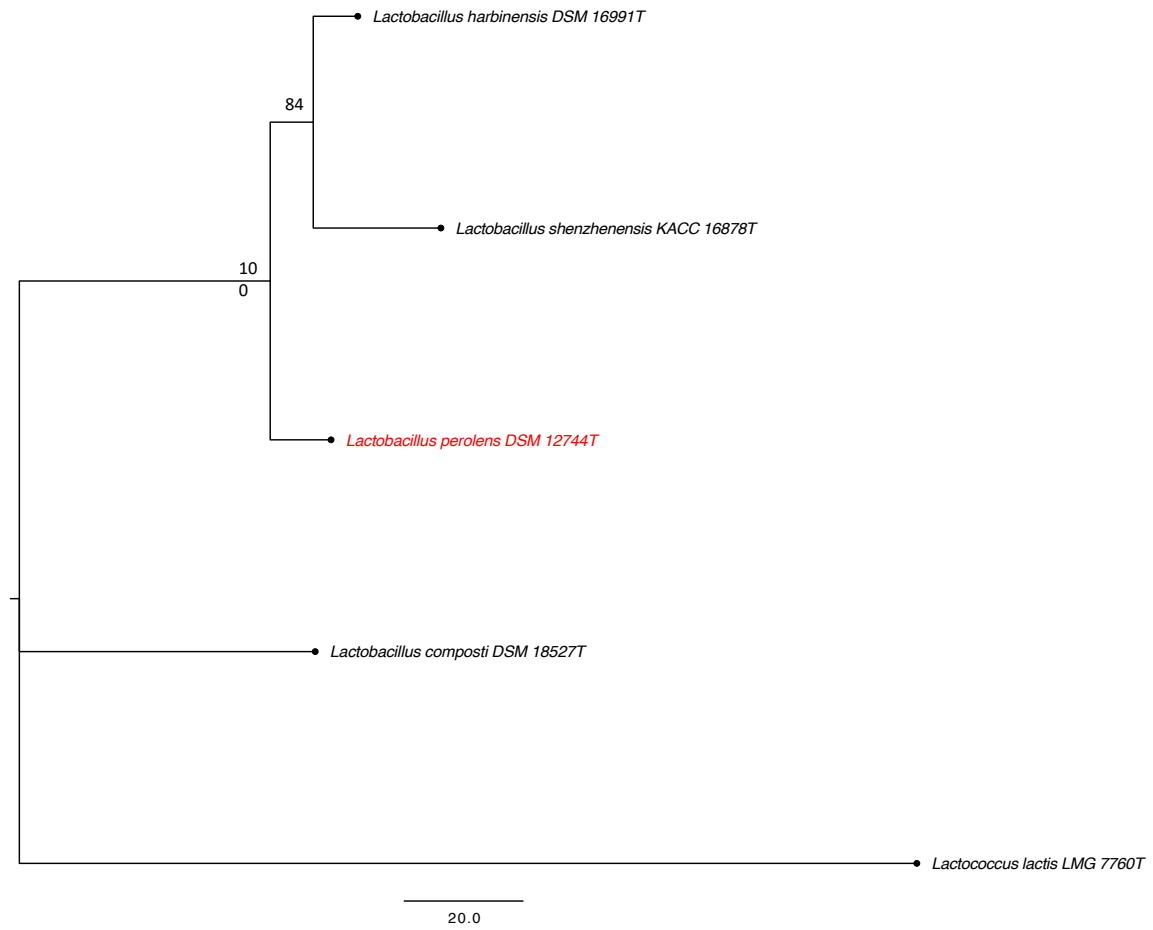 Lactobacillus harbinensis DSM 16991T
84
Lactobacillus shenzhenensis KACC 16878T
10
0
Lactobacillus perolens DSM 12744T
Lactobacillus composti DSM 18527T
Lactococcus lactis LMG 7760T
20.0